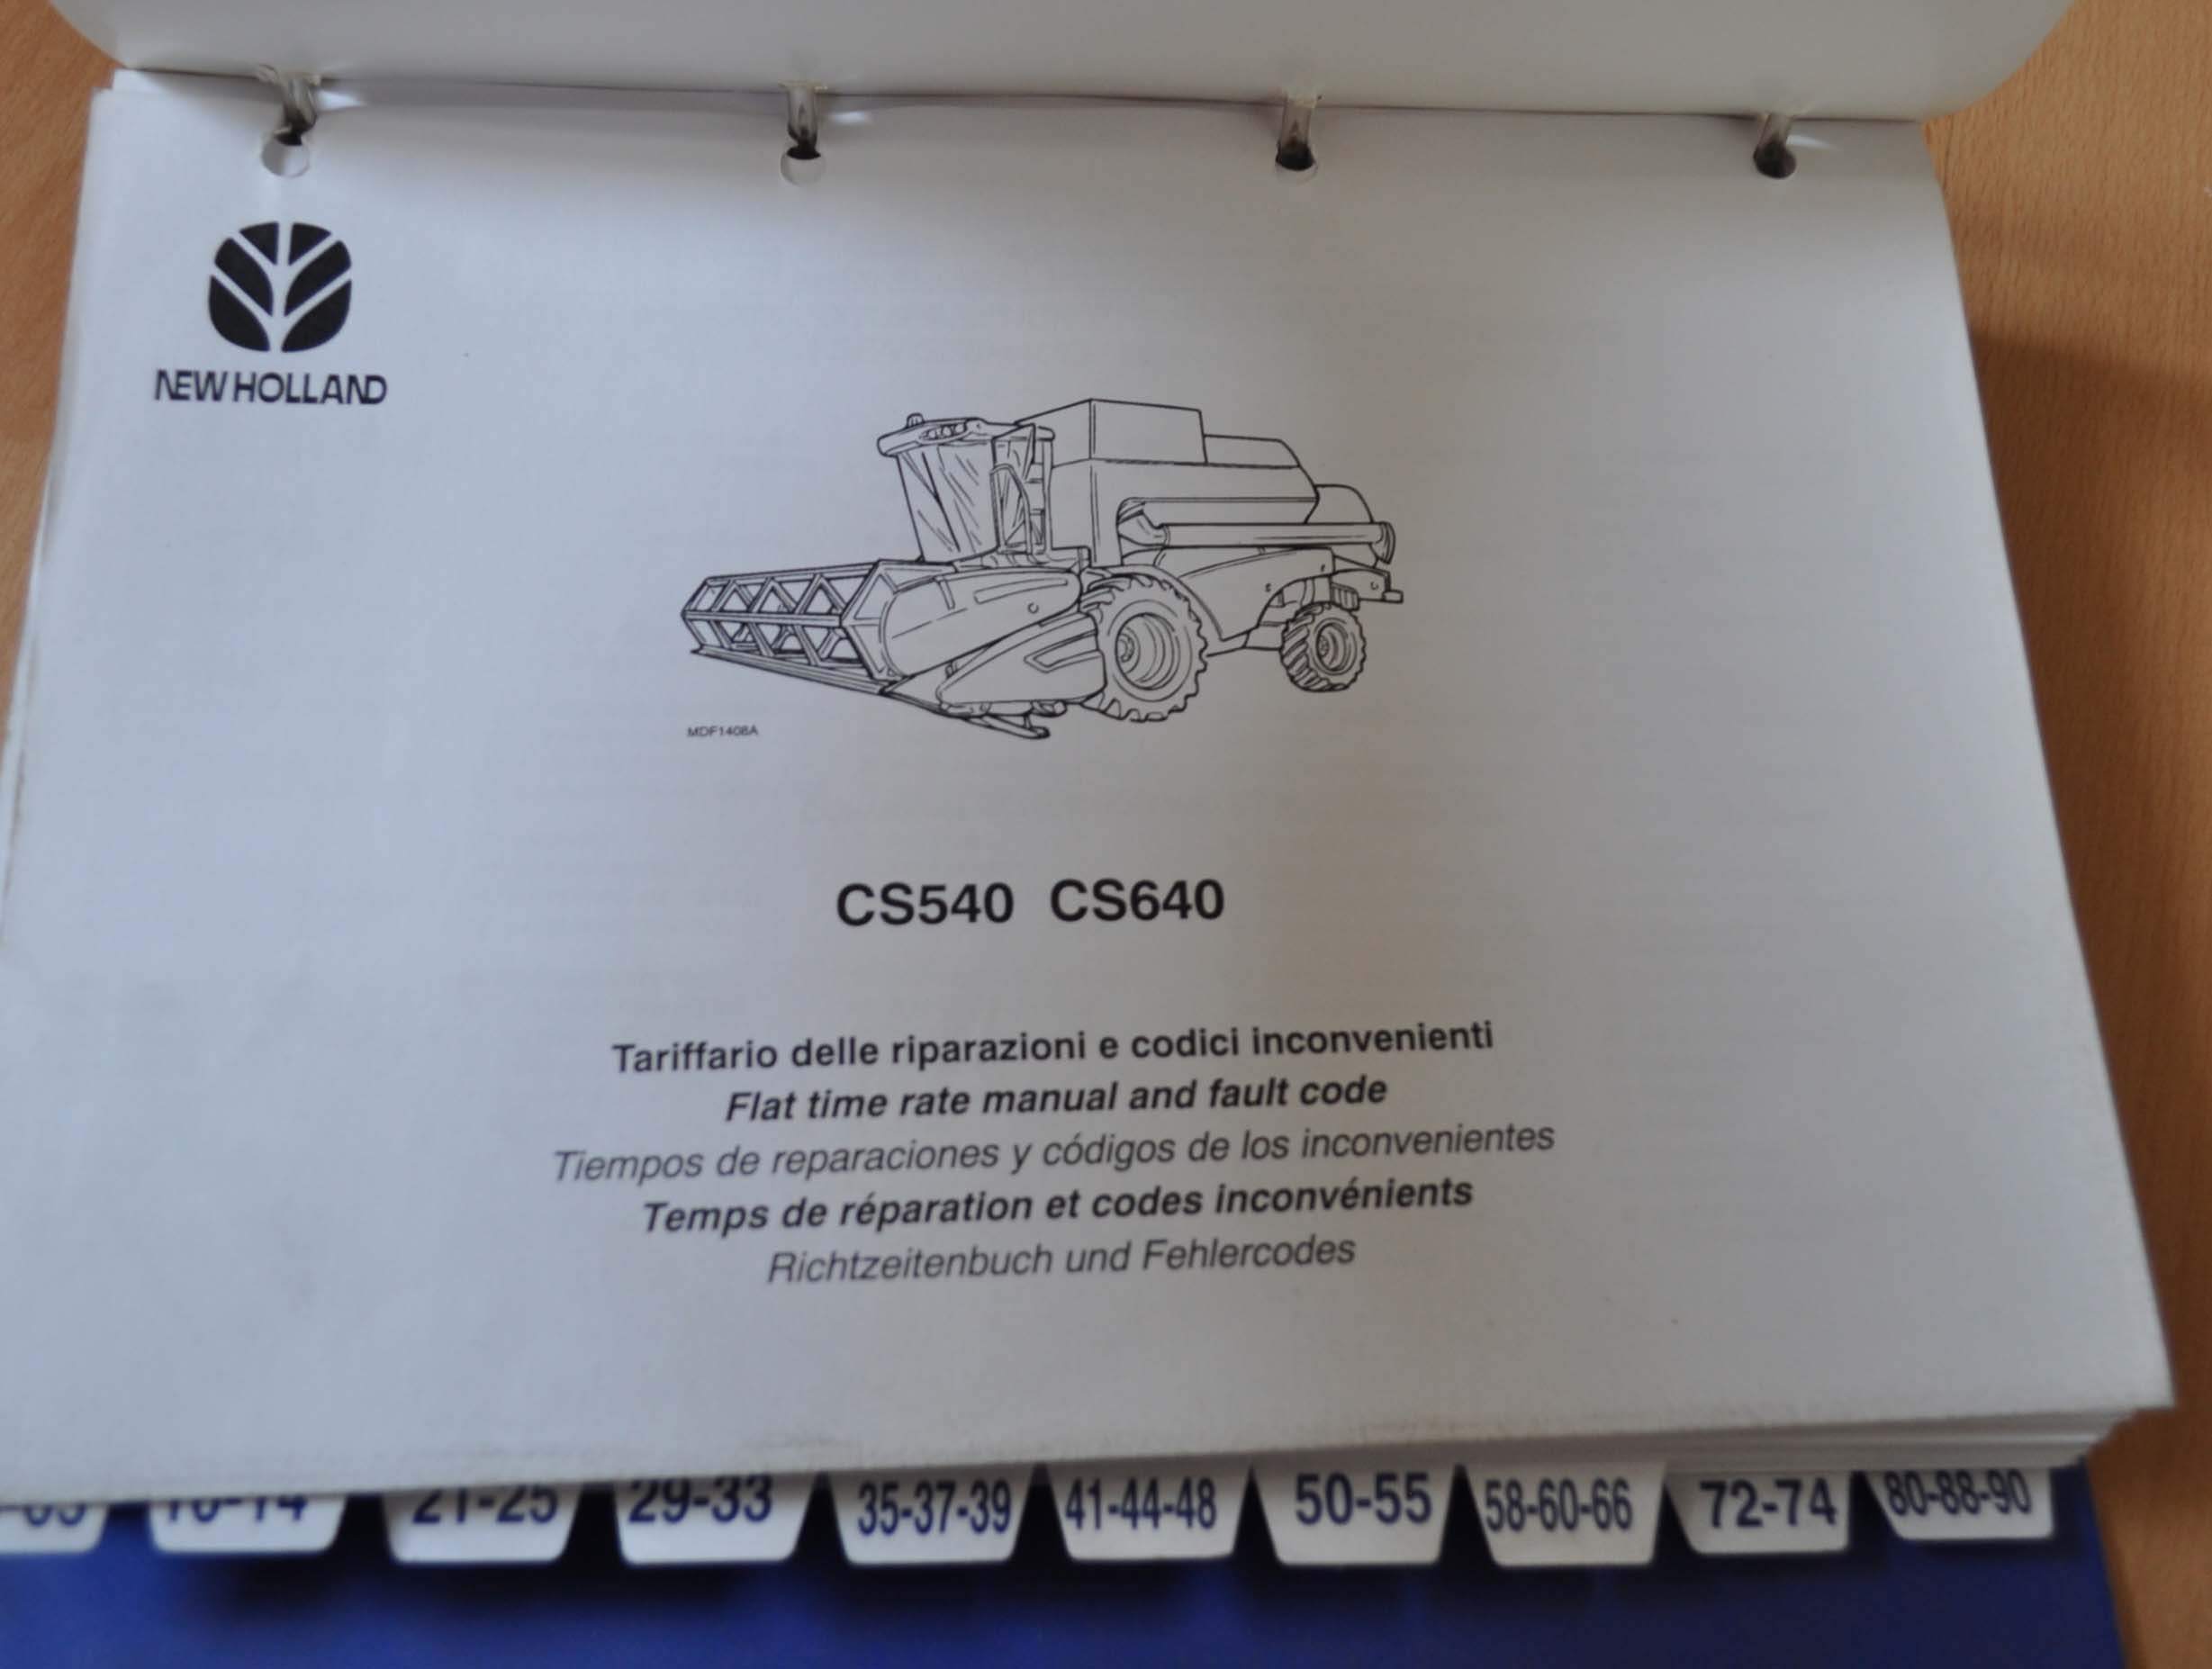 NEW HOLLAND
MDF1408A
CS540 CS640
Tariffario delle riparazioni e codici inconvenienti
Flat time rate manual and fault code
Tiempos de reparaciones y códigos de los inconvenientes
Temps de réparation et codes inconvénients
Richtzeitenbuch und Fehlercodes
10-14 21-25 29-33 35-37-39 41-44-48 50-55 58-60-66 72-74 80-88-90